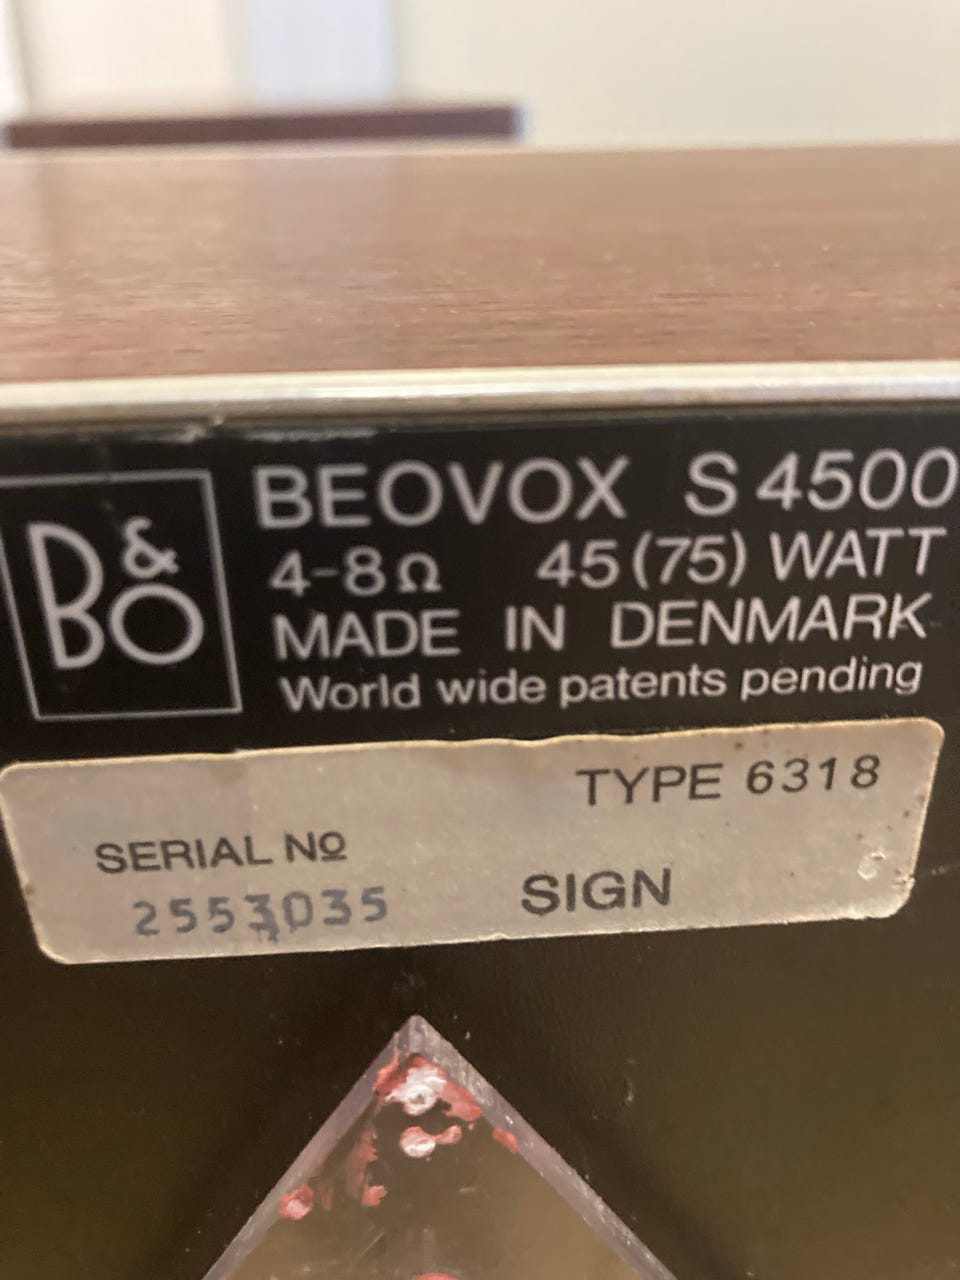 B&O
BEOVOX S 4500
4-8Ω 45 (75) WATT
MADE IN DENMARK
World wide patents pending
TYPE 6318
SERIAL Nº
2553035
SIGN